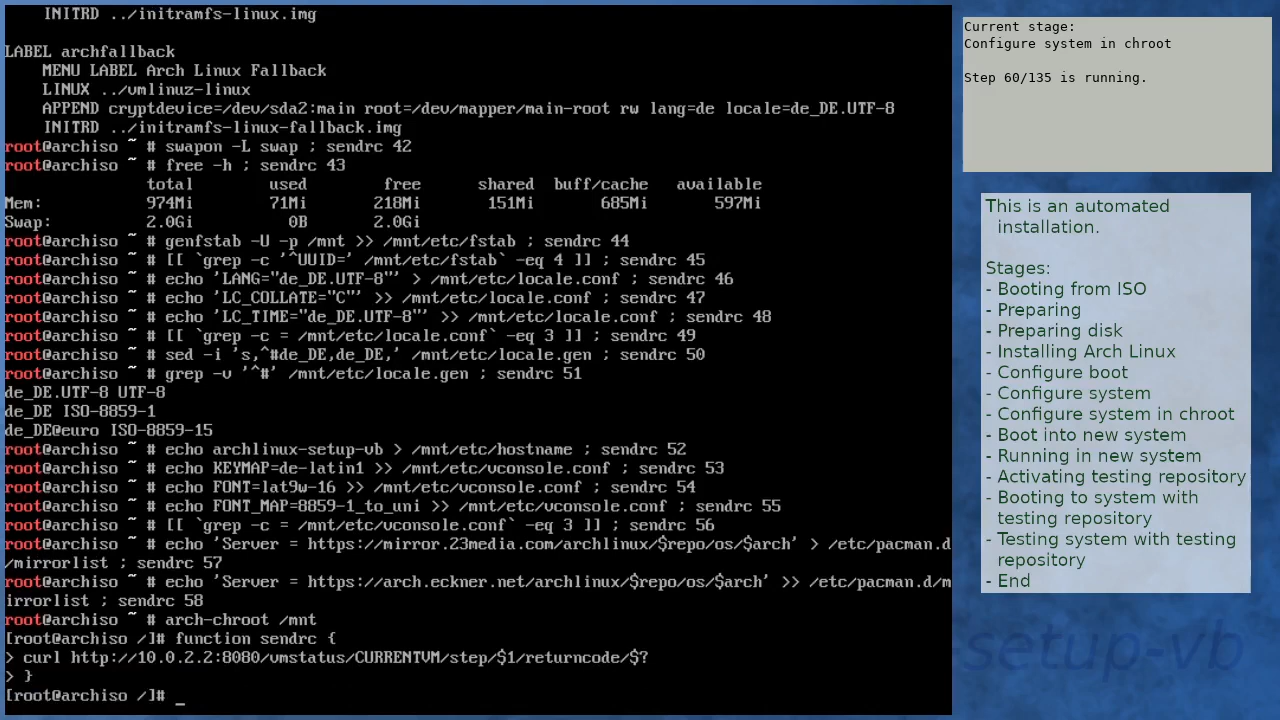 INITRD ../initramfs-linux.img
LABEL archfallback
MENU LABEL Arch Linux Fallback
LINUX ../vmlinuz-linux
APPEND cryptdevice=/dev/sda2:main root=/dev/mapper/main-root rw lang=de locale=de_DE.UTF-8
INITRD ../initramfs-linux-fallback.img
root@archiso ~ # swapon -L swap ; sendrc 42
root@archiso ~ # free -h ; sendrc 43
total used free shared buff/cache available
Mem: 974Mi 71Mi 218Mi 151Mi 685Mi 597Mi
Swap: 2.0Gi 0B 2.0Gi
root@archiso ~ # genfstab -U -p /mnt >> /mnt/etc/fstab ; sendrc 44
root@archiso ~ # [[ `grep -c '^UUID=' /mnt/etc/fstab` -eq 4 ]] ; sendrc 45
root@archiso ~ # echo 'LANG="de_DE.UTF-8"' > /mnt/etc/locale.conf ; sendrc 46
root@archiso ~ # echo 'LC_COLLATE="C"' >> /mnt/etc/locale.conf ; sendrc 47
root@archiso ~ # echo 'LC_TIME="de_DE.UTF-8"' >> /mnt/etc/locale.conf ; sendrc 48
root@archiso ~ # [[ `grep -c = /mnt/etc/locale.conf` -eq 3 ]] ; sendrc 49
root@archiso ~ # sed -i 's,^#de_DE,de_DE,' /mnt/etc/locale.gen ; sendrc 50
root@archiso ~ # grep -v '^#' /mnt/etc/locale.gen ; sendrc 51
de_DE.UTF-8 UTF-8
de_DE ISO-8859-1
de_DE@euro ISO-8859-15
root@archiso ~ # echo archlinux-setup-vb > /mnt/etc/hostname ; sendrc 52
root@archiso ~ # echo KEYMAP=de-latin1 >> /mnt/etc/vconsole.conf ; sendrc 53
root@archiso ~ # echo FONT=lat9w-16 >> /mnt/etc/vconsole.conf ; sendrc 54
root@archiso ~ # echo FONT_MAP=8859-1_to_uni >> /mnt/etc/vconsole.conf ; sendrc 55
root@archiso ~ # [[ `grep -c = /mnt/etc/vconsole.conf` -eq 3 ]] ; sendrc 56
root@archiso ~ # echo 'Server = https://mirror.23media.com/archlinux/$repo/os/$arch' > /etc/pacman.d
/mirrorlist ; sendrc 57
root@archiso ~ # echo 'Server = https://arch.eckner.net/archlinux/$repo/os/$arch' >> /etc/pacman.d/m
irrorlist ; sendrc 58
root@archiso ~ # arch-chroot /mnt
[root@archiso /]# function sendrc {
> curl http://10.0.2.2:8080/vmstatus/CURRENTVM/step/$1/returncode/$?
> }
[root@archiso /]# _
Current stage:
Configure system in chroot
Step 60/135 is running.
This is an automated
installation.
Stages:
- Booting from ISO
- Preparing
- Preparing disk
- Installing Arch Linux
- Configure boot
- Configure system
- Configure system in chroot
- Boot into new system
- Running in new system
- Activating testing repository
- Booting to system with
testing repository
- Testing system with testing
repository
- End
-setup-vb